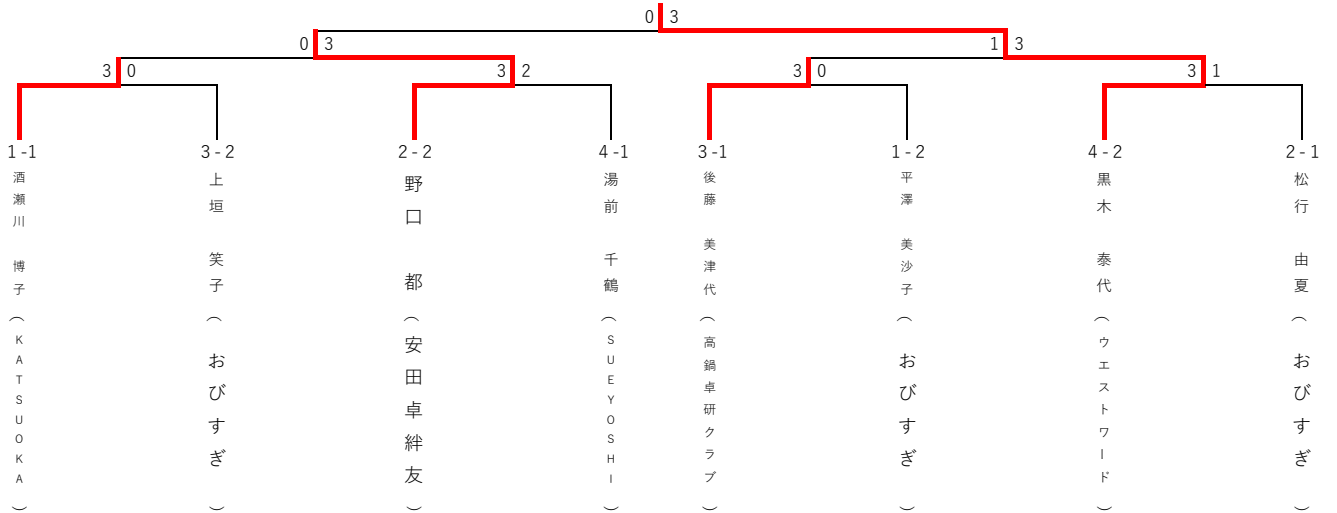 0 3
0 3
1 3
3 0
3 2
3 0
3 1
1 -1
3 - 2
2 - 2
4 -1
3 -1
1 - 2
4 - 2
2 - 1
酒瀬川 博子（KATSUOKA）
上垣 笑子（おびすぎ）
野口 都（安田卓絆友）
湯前 千鶴（SUEYOSHI）
後藤 美津代（高鍋卓研クラブ）
平澤 美沙子（おびすぎ）
黒木 泰代（ウエストワード）
松行 由夏（おびすぎ）